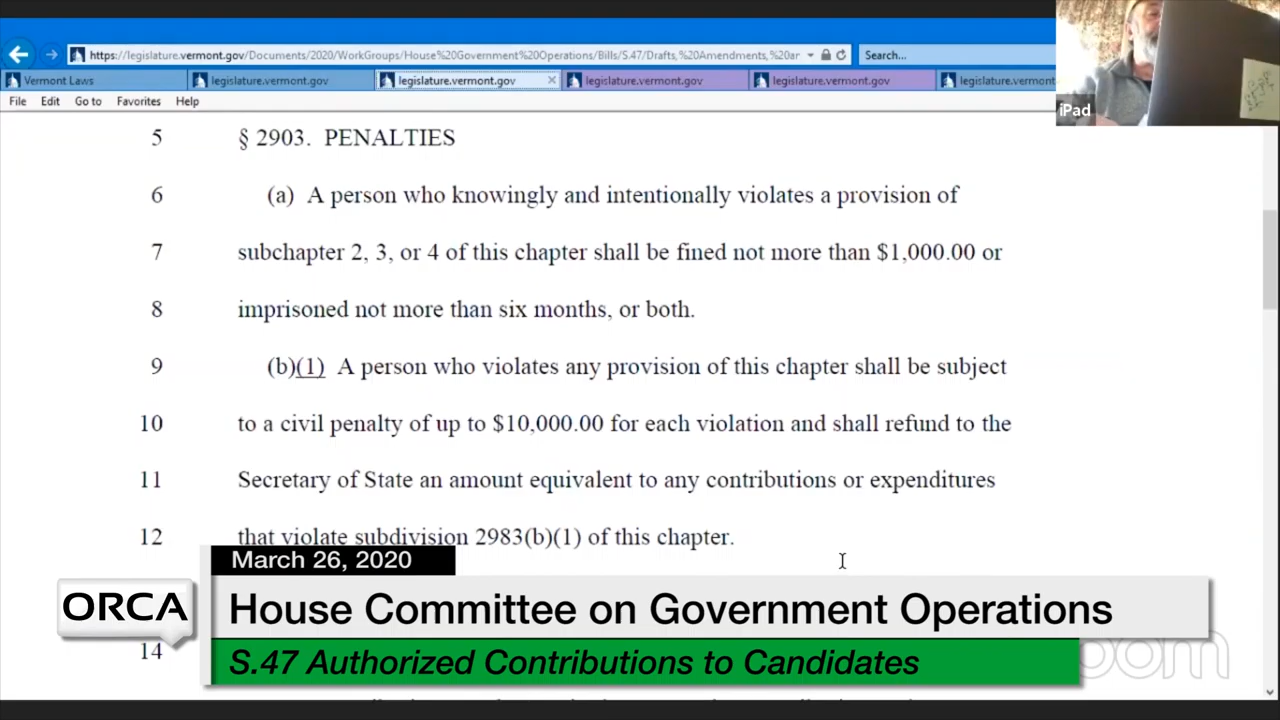 https://legislature.vermont.gov/Documents/2020/WorkGroups/House%20Government%20Operations/Bills/S.47/Drafts,%20Amendments,%20ar
Search...
Vermont Laws
legislature.vermont.gov
legislature.vermont.gov
legislature.vermont.gov
legislature.vermont.gov
legislature.vermont.gov
File Edit Go to Favorites Help
iPad
5 § 2903. PENALTIES
6 (a) A person who knowingly and intentionally violates a provision of
7 subchapter 2, 3, or 4 of this chapter shall be fined not more than $1,000.00 or
8 imprisoned not more than six months, or both.
9 (b)(1) A person who violates any provision of this chapter shall be subject
10 to a civil penalty of up to $10,000.00 for each violation and shall refund to the
11 Secretary of State an amount equivalent to any contributions or expenditures
12 that violate subdivision 2983(b)(1) of this chapter.
March 26, 2020
ORCA
House Committee on Government Operations
14
S.47 Authorized Contributions to Candidates